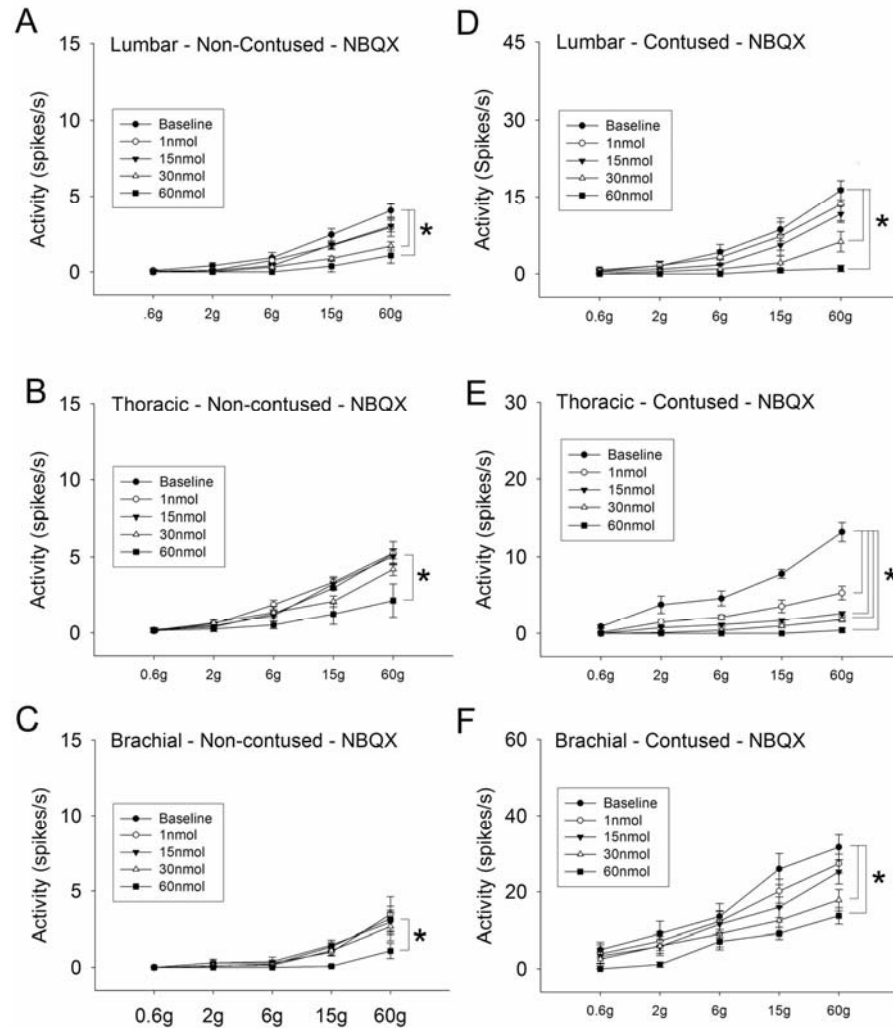 A
Lumbar - Non-Contused - NBQX
Activity (spikes/s)
15
10
5
0
Baseline
1nmol
15nmol
30nmol
60nmol
*
.6g 2g 6g 15g 60g
B
Thoracic - Non-contused - NBQX
Activity (spikes/s)
15
10
5
0
Baseline
1nmol
15nmol
30nmol
60nmol
*
0.6g 2g 6g 15g 60g
C
Brachial - Non-contused - NBQX
Activity (spikes/s)
15
10
5
0
Baseline
1nmol
15nmol
30nmol
60nmol
*
0.6g 2g 6g 15g 60g
D
Lumbar - Contused - NBQX
Activity (Spikes/s)
45
30
15
0
Baseline
1nmol
15nmol
30nmol
60nmol
*
0.6g 2g 6g 15g 60g
E
Thoracic - Contused - NBQX
Activity (spikes/s)
30
20
10
0
Baseline
1nmol
15nmol
30nmol
60nmol
*
0.6g 2g 6g 15g 60g
F
Brachial - Contused - NBQX
Activity (spikes/s)
60
40
20
0
Baseline
1nmol
15nmol
30nmol
60nmol
*
0.6g 2g 6g 15g 60g